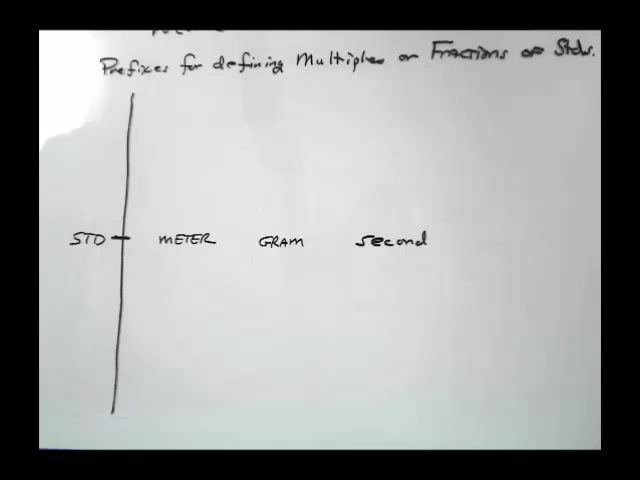 Prefixes for defining Multiples or Fractions of Stds.
STD METER GRAM second